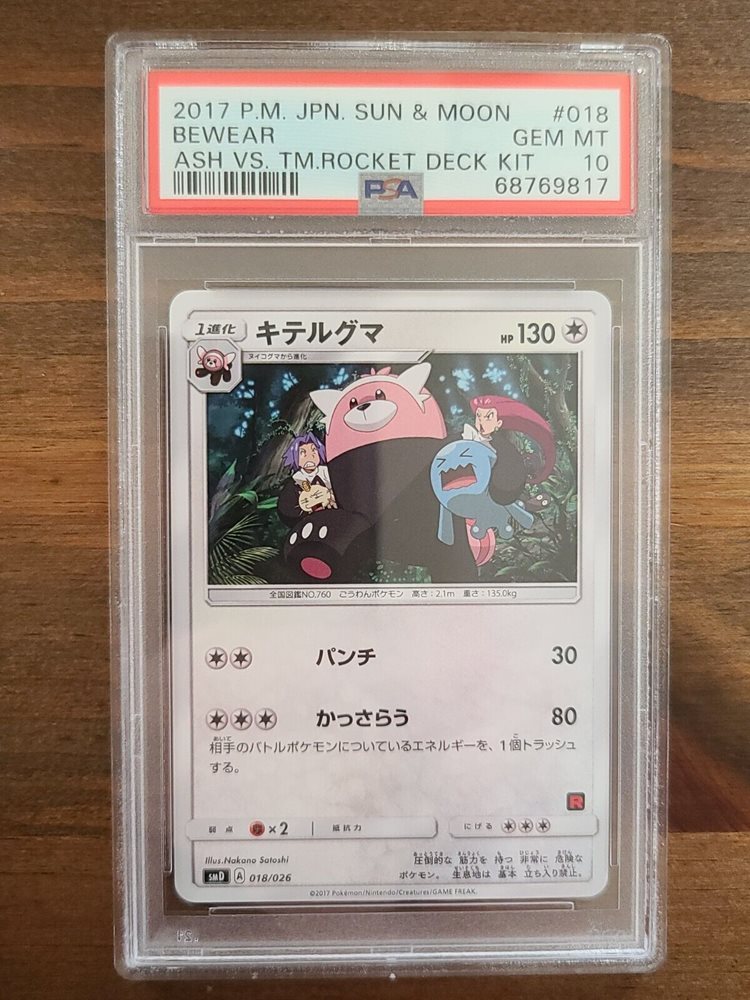 2017 P.M. JPN. SUN & MOON #018
BEWEAR GEM MT
ASH VS. TM.ROCKET DECK KIT 10
PSA 68769817
1進化 キテルグマ HP 130
ヌイコグマから進化
全国図鑑NO.760 ごうわんポケモン 高さ:2.1m 重さ:135.0kg
パンチ 30
かっさらう 80
相手のバトルポケモンについているエネルギーを、1個トラッシュ
する。
R
弱点 ×2 抵抗力 にげる
Illus.Nakano Satoshi
圧倒的な 筋力を 持つ 非常に 危険な
ポケモン。 生息地は 基本 立ち入り禁止。
SMD A 018/026
©2017 Pokémon/Nintendo/Creatures/GAME FREAK.